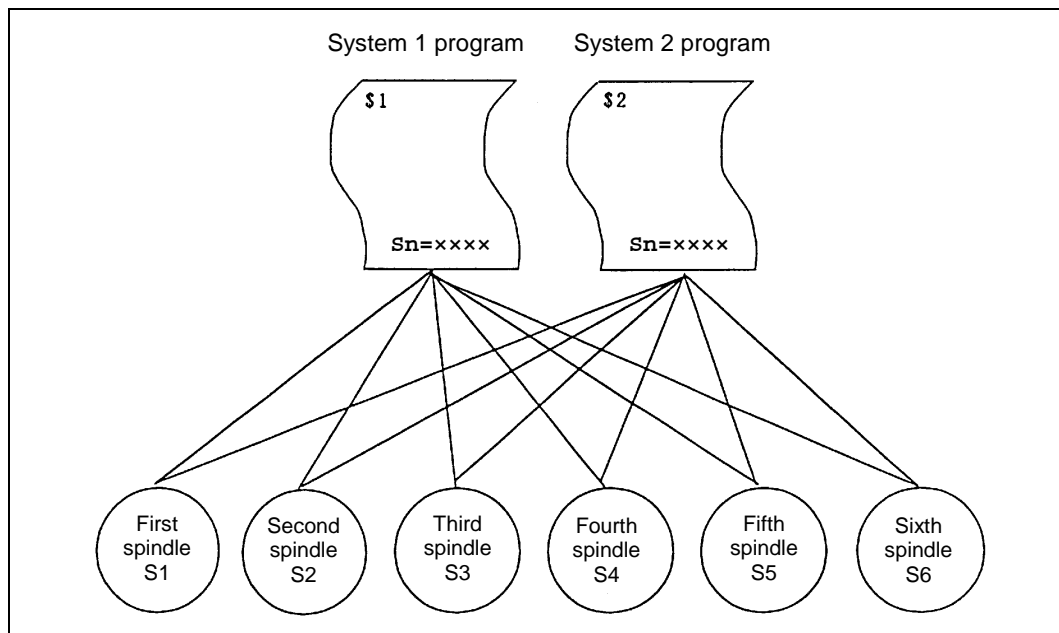 System 1 program
System 2 program
$1
$2
Sn=××××
Sn=××××
First
spindle
S1
Second
spindle
S2
Third
spindle
S3
Fourth
spindle
S4
Fifth
spindle
S5
Sixth
spindle
S6